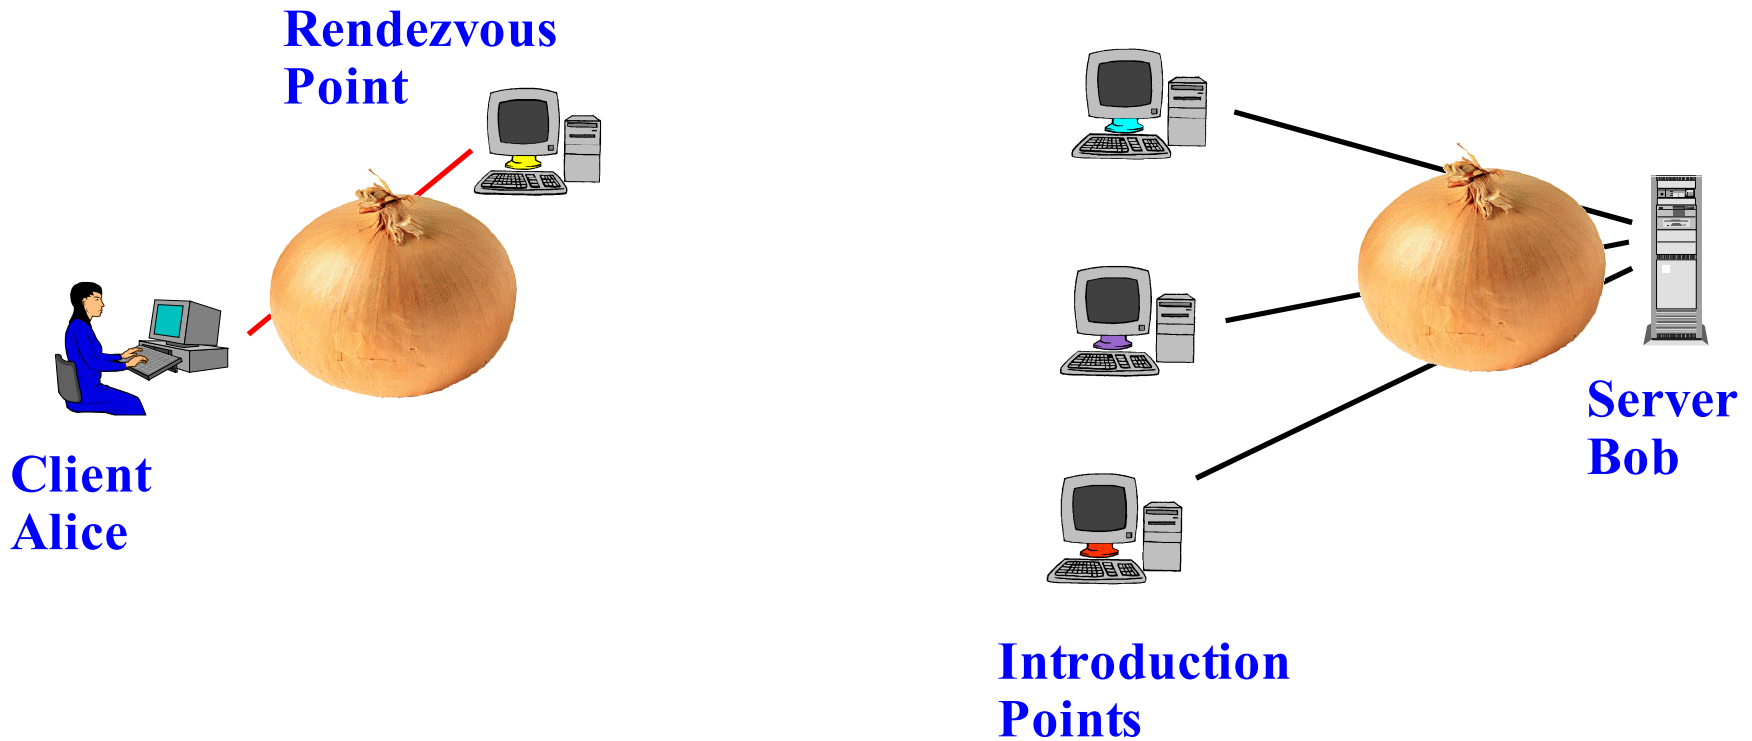 Rendezvous
Point
Client
Alice
Server
Bob
Introduction
Points